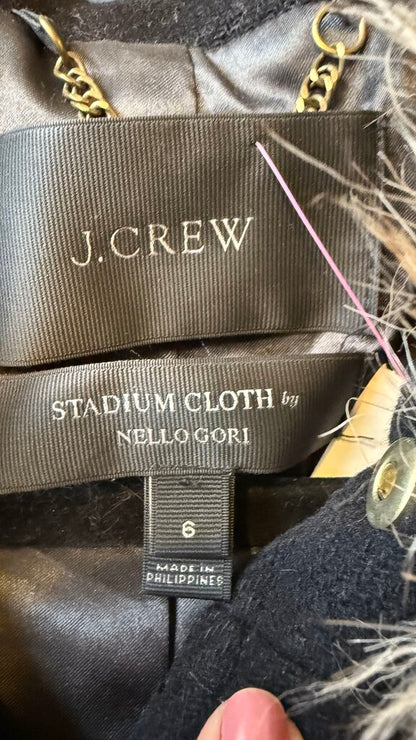 J.CREW
STADIUM CLOTH by
NELLO GORI
6
MADE IN
PHILIPPINES